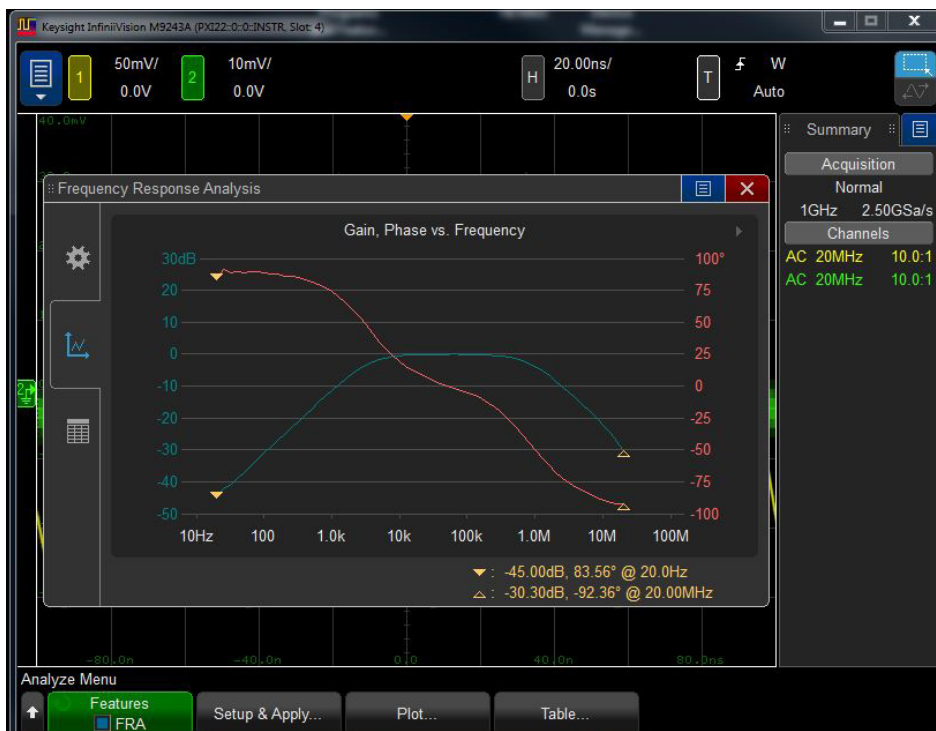 Keysight InfiniiVision M9243A (PXI22::0::0::INSTR, Slot: 4)
1 50mV/ 2 10mV/ H 20.00ns/ T W
0.0V 0.0V 0.0s Auto
40.0mV
Summary
Acquisition
Normal
1GHz 2.50GSa/s
Channels
AC 20MHz 10.0:1
AC 20MHz 10.0:1
Frequency Response Analysis
Gain, Phase vs. Frequency
30dB 100°
20 75
10 50
0 25
-10 0
-20 -25
-30 -50
-40 -75
-50 -100
10Hz 100 1.0k 10k 100k 1.0M 10M 100M
: -45.00dB, 83.56° @ 20.0Hz
: -30.30dB, -92.36° @ 20.00MHz
2
-80.0n -40.0n 0.0 40.0n 80.0ns
Analyze Menu
Features
FRA
Setup & Apply...
Plot...
Table...